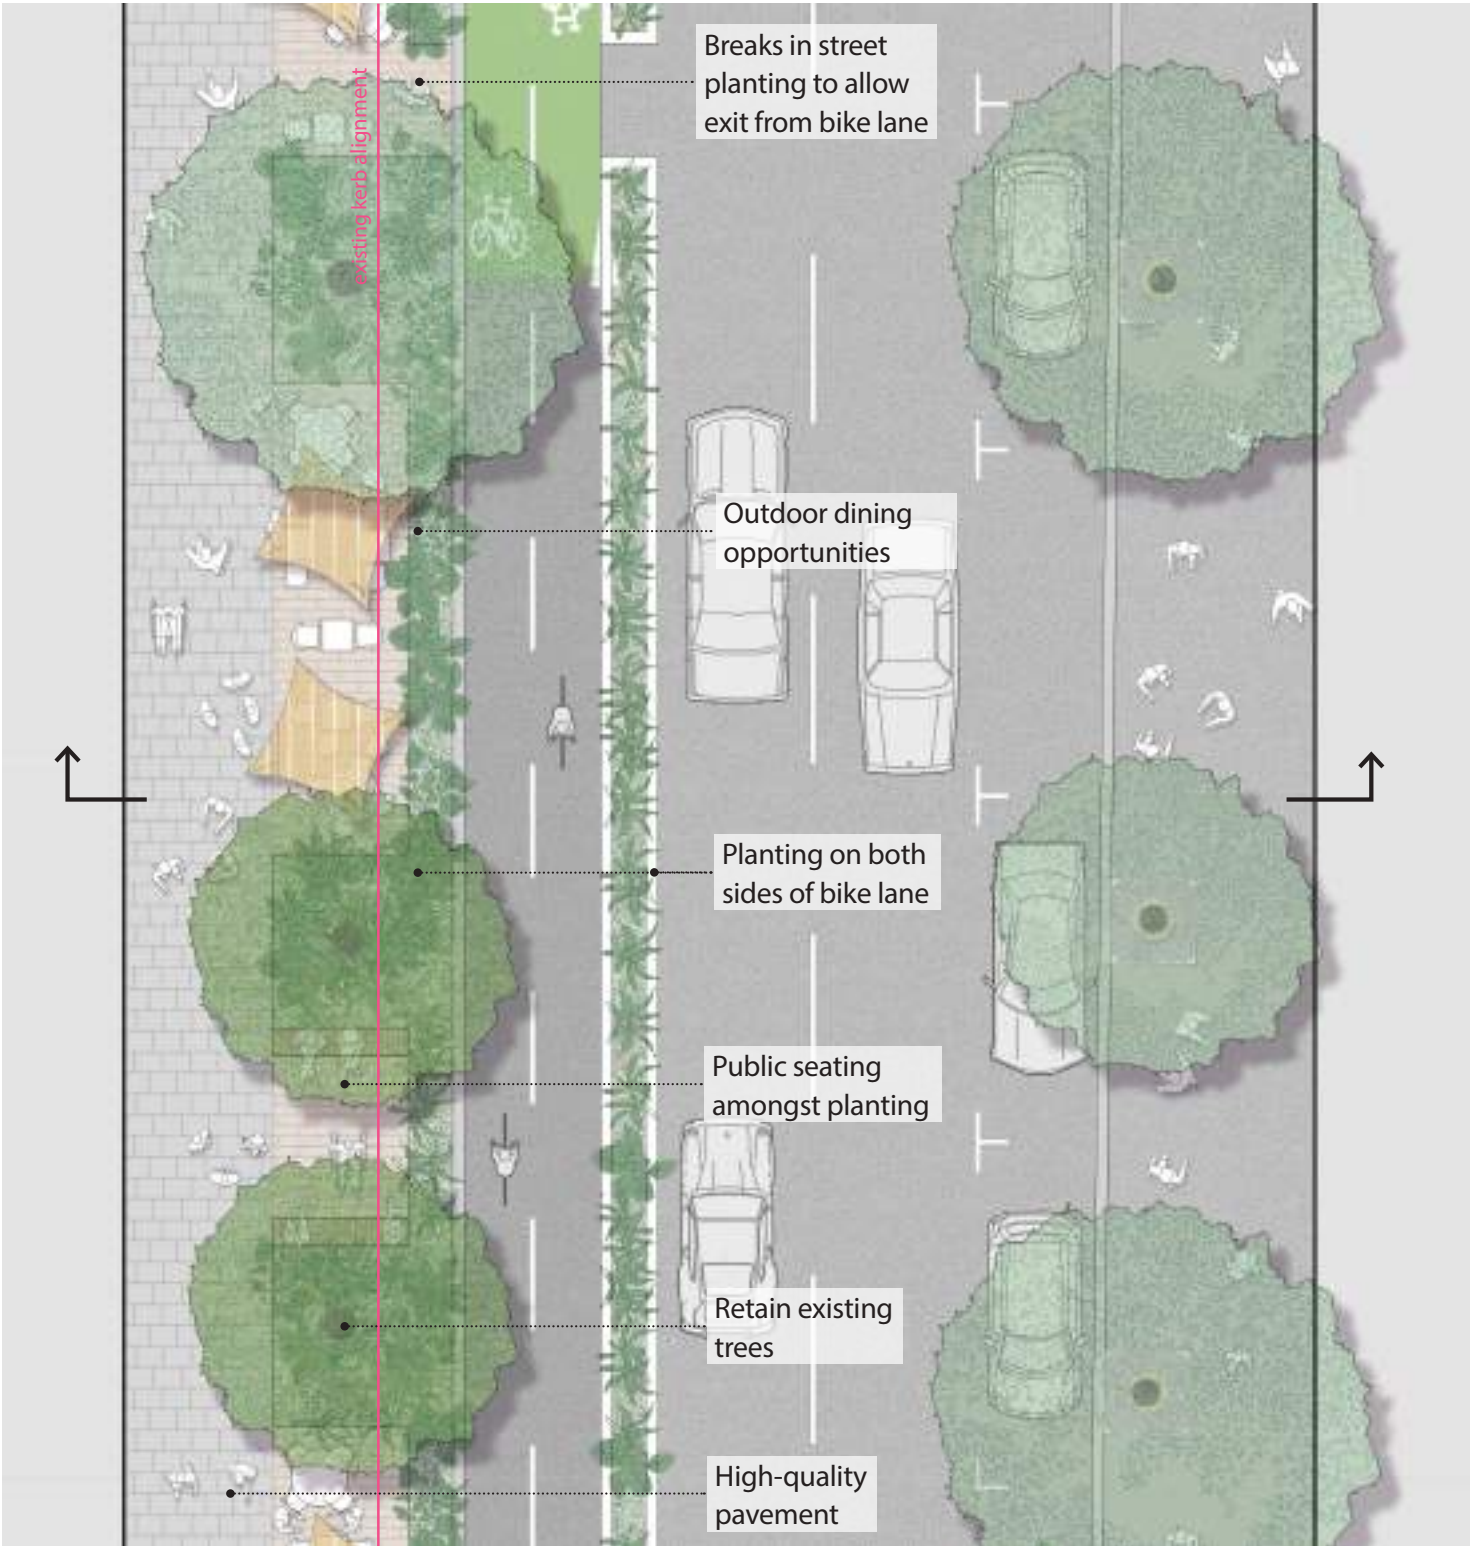 Breaks in street
planting to allow
exit from bike lane
existing kerb alignment
Outdoor dining
opportunities
Planting on both
sides of bike lane
Public seating
amongst planting
Retain existing
trees
High-quality
pavement